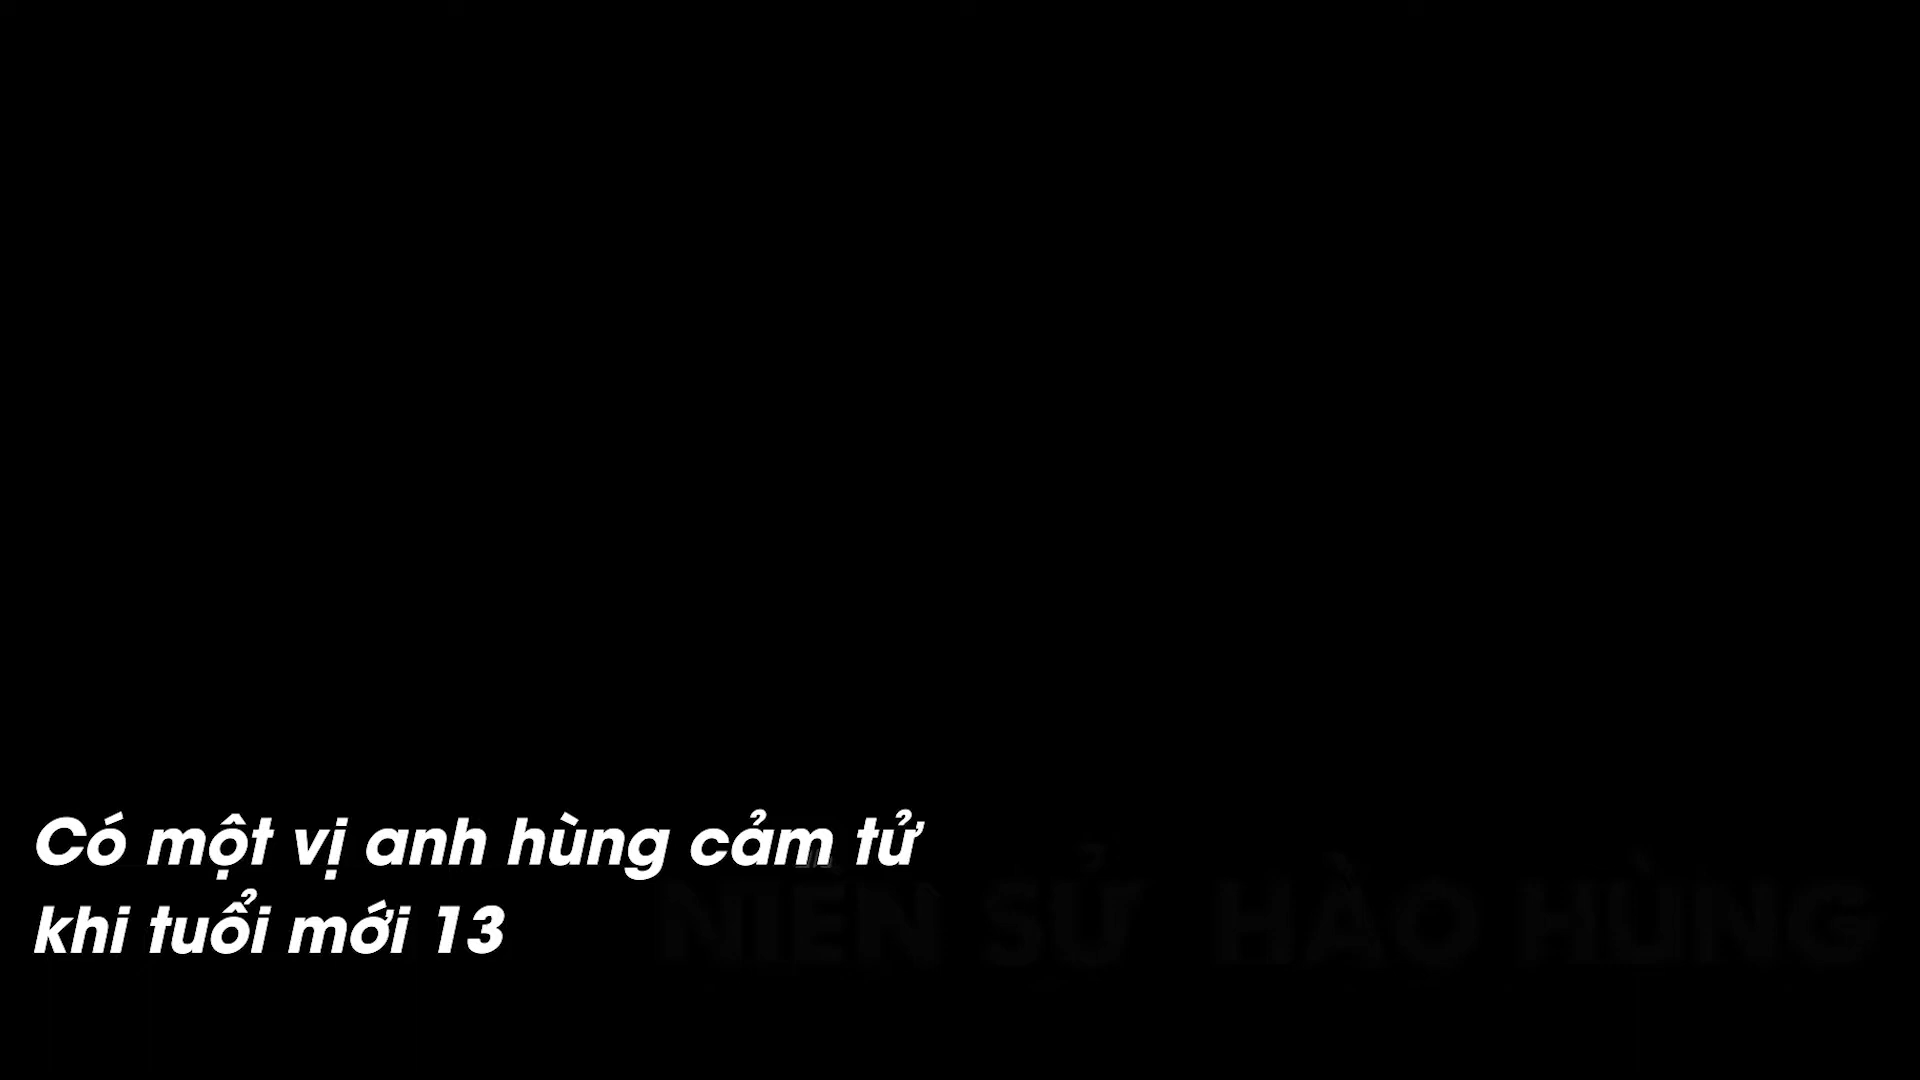 Có một vị anh hùng cảm tử
khi tuổi mới 13
NIÊN SỬ HÀO HÙNG